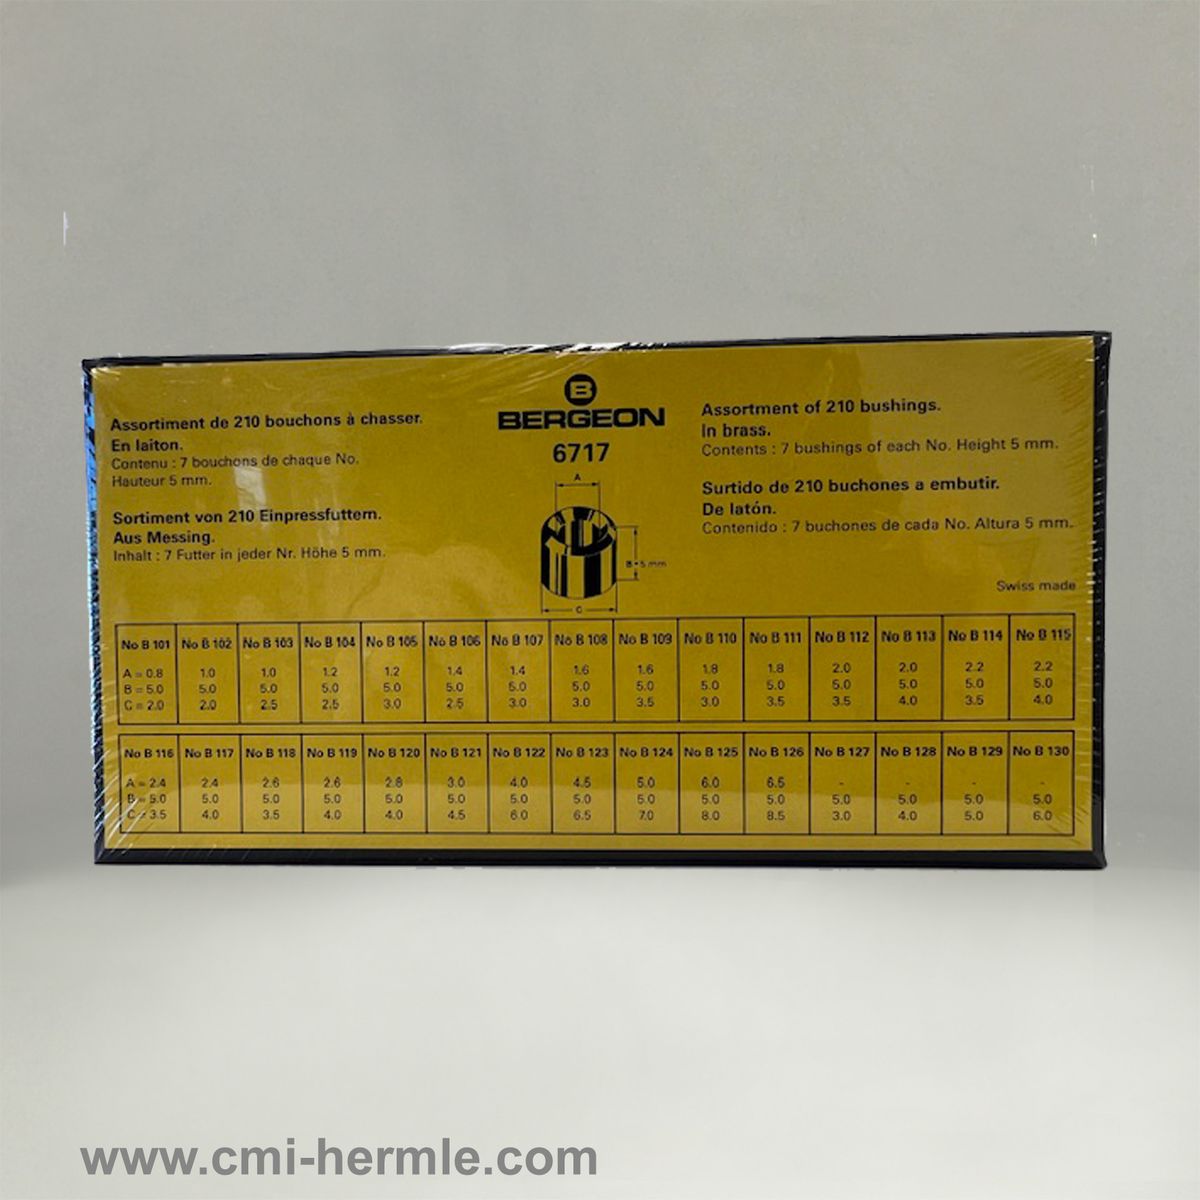 Assortiment de 210 bouchons à chasser.
En laiton.
Contenu : 7 bouchons de chaque No.
Hauteur 5 mm.
Sortiment von 210 Einpressfuttern.
Aus Messing.
Inhalt : 7 Futter in jeder Nr. Höhe 5 mm.
B
BERGEON
6717
A
B=5 mm
C
Assortment of 210 bushings.
In brass.
Contents : 7 bushings of each No. Height 5 mm.
Surtido de 210 buchones a embutir.
De latón.
Contenido : 7 buchones de cada No. Altura 5 mm.
Swiss made
No B 101 No B 102 No B 103 No B 104 No B 105 No B 106 No B 107 No B 108 No B 109 No B 110 No B 111 No B 112 No B 113 No B 114 No B 115
A = 0.8 1.0 1.0 1.2 1.2 1.4 1.4 1.6 1.6 1.8 1.8 2.0 2.0 2.2 2.2
B = 5.0 5.0 5.0 5.0 5.0 5.0 5.0 5.0 5.0 5.0 5.0 5.0 5.0 5.0 5.0
C = 2.0 2.0 2.5 2.5 3.0 2.5 3.0 3.0 3.5 3.0 3.5 3.5 4.0 3.5 4.0
No B 116 No B 117 No B 118 No B 119 No B 120 No B 121 No B 122 No B 123 No B 124 No B 125 No B 126 No B 127 No B 128 No B 129 No B 130
A = 2.4 2.4 2.6 2.6 2.8 3.0 4.0 4.5 5.0 6.0 6.5 - - - -
B = 5.0 5.0 5.0 5.0 5.0 5.0 5.0 5.0 5.0 5.0 5.0 5.0 5.0 5.0 5.0
C = 3.5 4.0 3.5 4.0 4.0 4.5 6.0 6.5 7.0 8.0 8.5 3.0 4.0 5.0 6.0
www.cmi-hermle.com